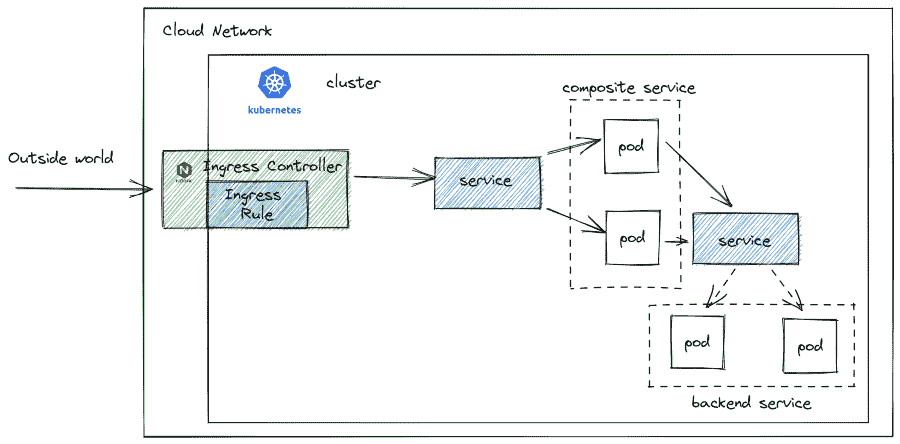 Cloud Network
kubernetes
cluster
composite service
Outside world
Ingress Controller
Ingress
Rule
service
pod
pod
service
pod
pod
backend service